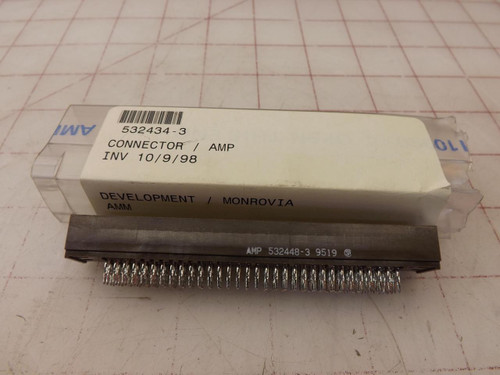 532434-3
CONNECTOR / AMP
INV 10/9/98
DEVELOPMENT / MONROVIA
AMM
AMP 532448-3 9519